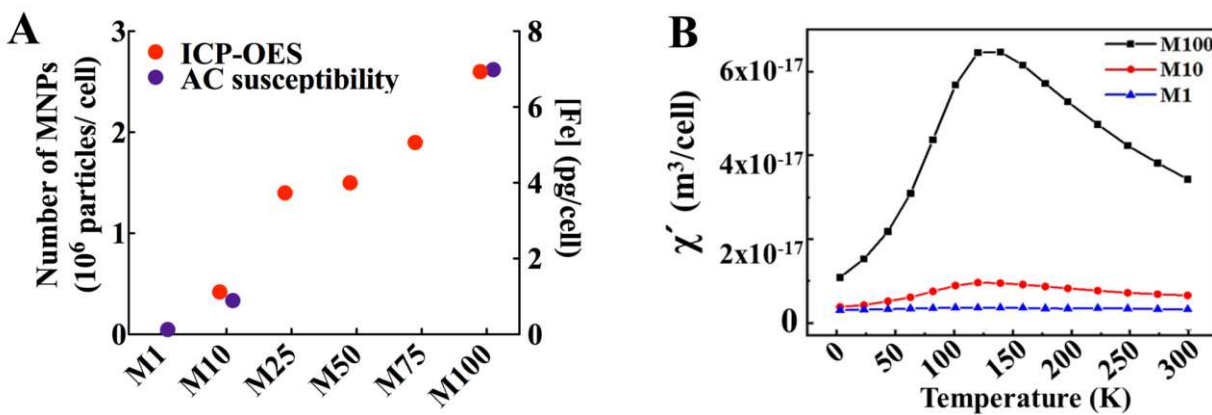 A
ICP-OES
AC susceptibility
Number of MNPs
(10⁶ particles/ cell)
3
2
1
0
[Fe] (pg/cell)
8
6
4
2
0
M1
M10
M25
M50
M75
M100
B
M100
M10
M1
χ´ (m³/cell)
6x10⁻¹⁷
4x10⁻¹⁷
2x10⁻¹⁷
0
0
50
100
150
200
250
300
Temperature (K)